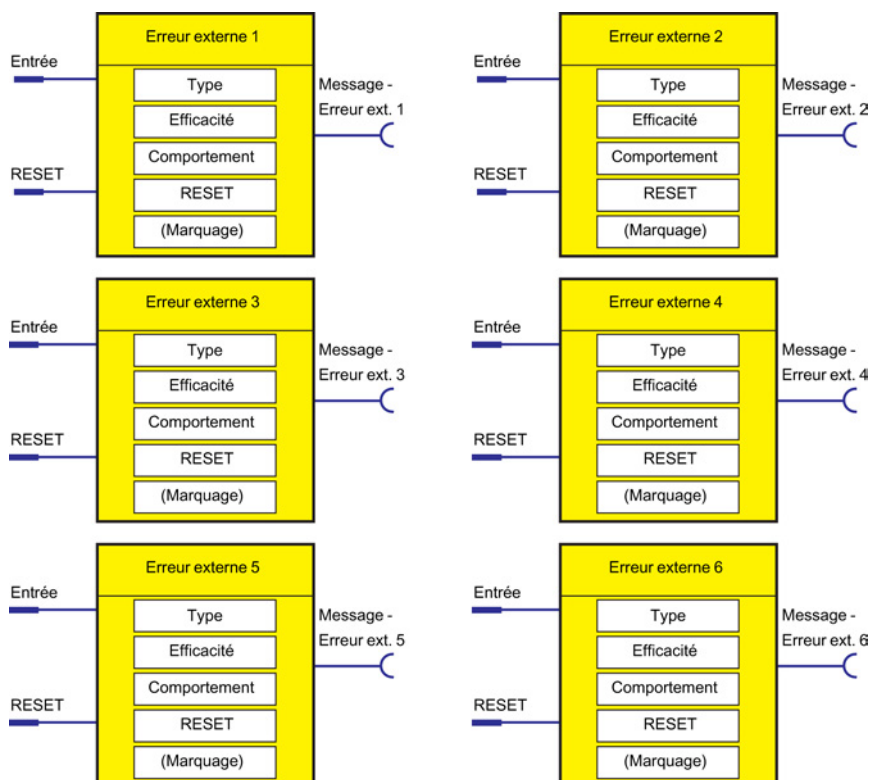 Erreur externe 1
Entrée
Type
Message -
Erreur ext. 1
Efficacité
Comportement
RESET
RESET
(Marquage)
Erreur externe 2
Entrée
Type
Message -
Erreur ext. 2
Efficacité
Comportement
RESET
RESET
(Marquage)
Erreur externe 3
Entrée
Type
Message -
Erreur ext. 3
Efficacité
Comportement
RESET
RESET
(Marquage)
Erreur externe 4
Entrée
Type
Message -
Erreur ext. 4
Efficacité
Comportement
RESET
RESET
(Marquage)
Erreur externe 5
Entrée
Type
Message -
Erreur ext. 5
Efficacité
Comportement
RESET
RESET
(Marquage)
Erreur externe 6
Entrée
Type
Message -
Erreur ext. 6
Efficacité
Comportement
RESET
RESET
(Marquage)